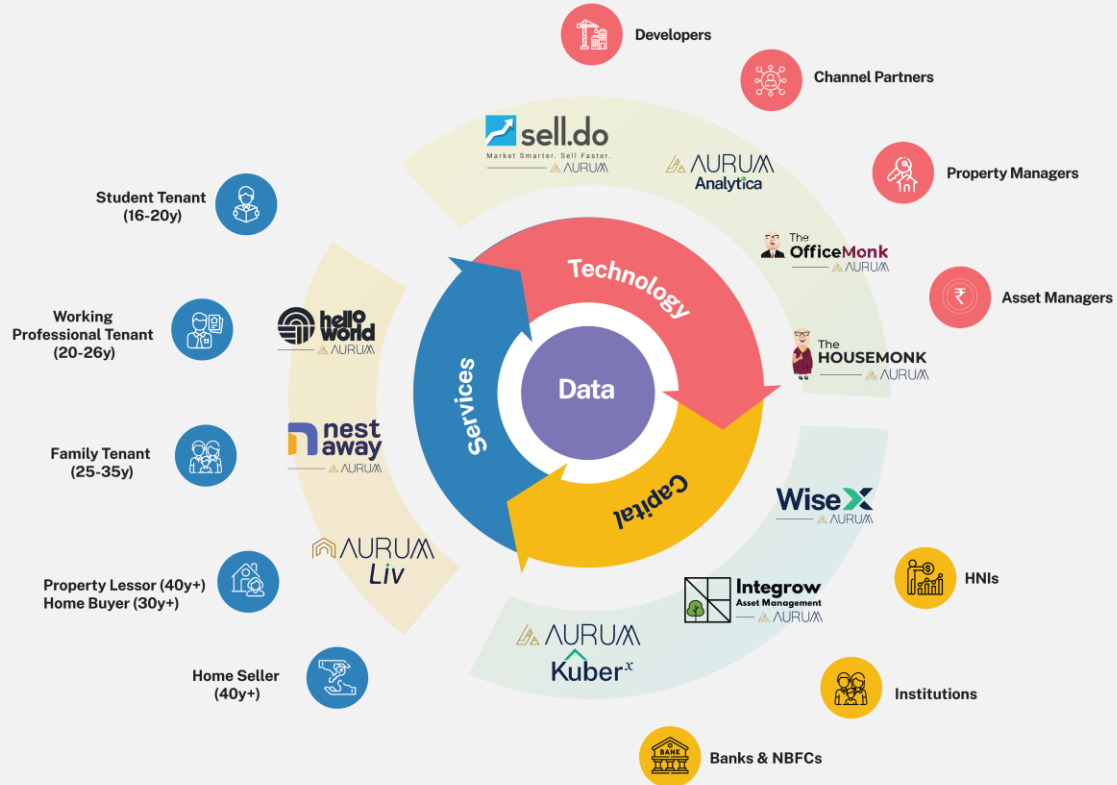 Developers
Channel Partners
Property Managers
Asset Managers
sell.do
Market Smarter. Sell Faster.
AURUM
AURUM
Analytica
The
OfficeMonk
AURUM
The
HOUSEMONK
AURUM
Technology
Services
Capital
Data
Student Tenant
(16-20y)
Working
Professional Tenant
(20-26y)
Family Tenant
(25-35y)
Property Lessor (40y+)
Home Buyer (30y+)
Home Seller
(40y+)
hello
world
AURUM
nest
away
AURUM
AURUM
Liv
WiseX
AURUM
Integrow
Asset Management
AURUM
AURUM
Kuber x
HNIs
Institutions
BANK
Banks & NBFCs
₹
$